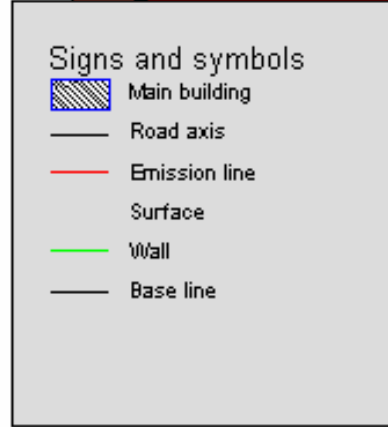 Signs and symbols
Main building
Road axis
Emission line
Surface
Wall
Base line